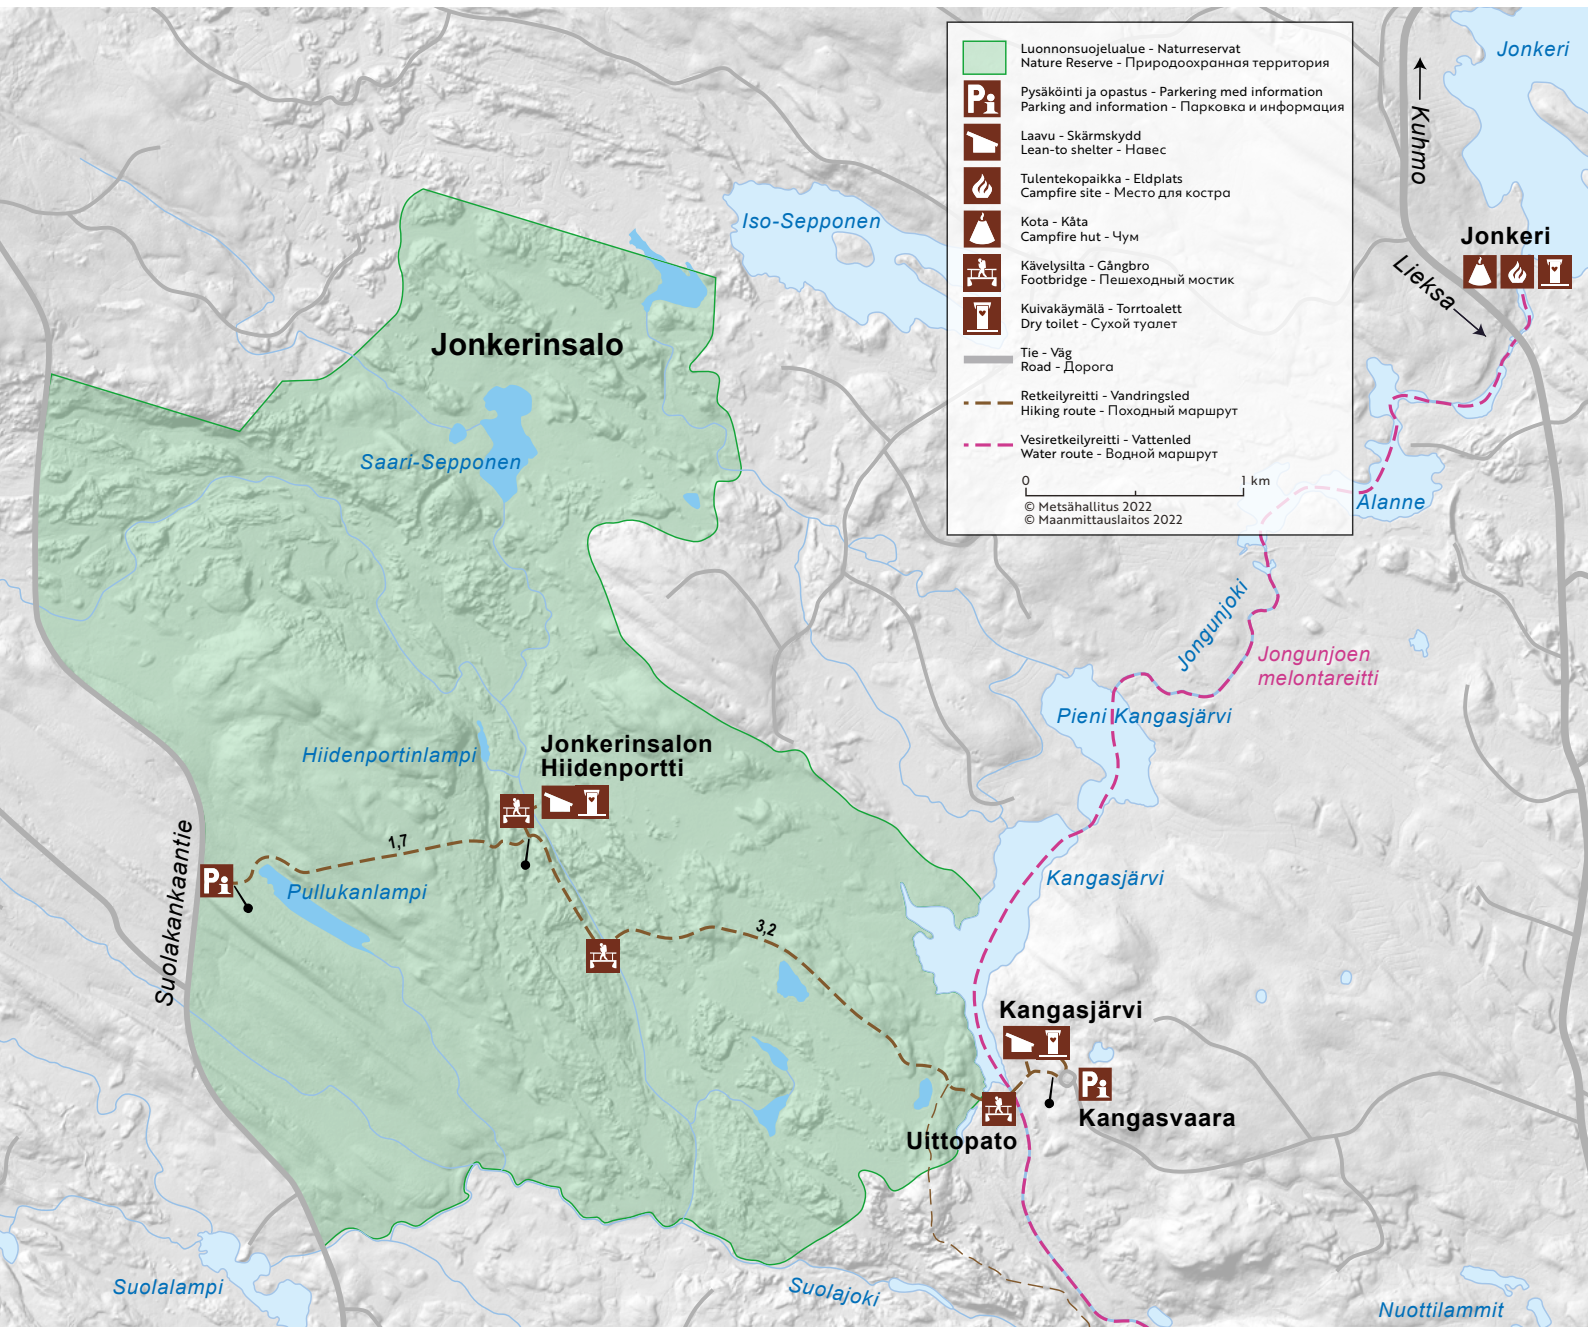 Luonnonsuojelualue - Naturreservat
Nature Reserve - Природоохранная территория
Pysäköinti ja opastus - Parkering med information
Parking and information - Парковка и информация
Laavu - Skärmskydd
Lean-to shelter - Навес
Tulentekopaikka - Eldplats
Campfire site - Место для костра
Kota - Kåta
Campfire hut - Чум
Kävelysilta - Gångbro
Footbridge - Пешеходный мостик
Kuivakäymälä - Torrtoalett
Dry toilet - Сухой туалет
Tie - Väg
Road - Дорога
Retkeilyreitti - Vandringsled
Hiking route - Походный маршрут
Vesiretkeilyreitti - Vattenled
Water route - Водной маршрут
0 1 km
© Metsähallitus 2022
© Maanmittauslaitos 2022
Jonkeri
Kuhmo
Jonkeri
Lieksa
Iso-Sepponen
Jonkerinsalo
Saari-Sepponen
Alanne
Jongunjoki
Jongunjoen
melontareitti
Pieni Kangasjärvi
Hiidenportinlampi
Jonkerinsalon
Hiidenportti
1,7
Pi
Pullukanlampi
Suolakankaantie
Kangasjärvi
3,2
Kangasjärvi
Pi
Kangasvaara
Uittopato
Suolalampi
Suolajoki
Nuottilammit
Pi